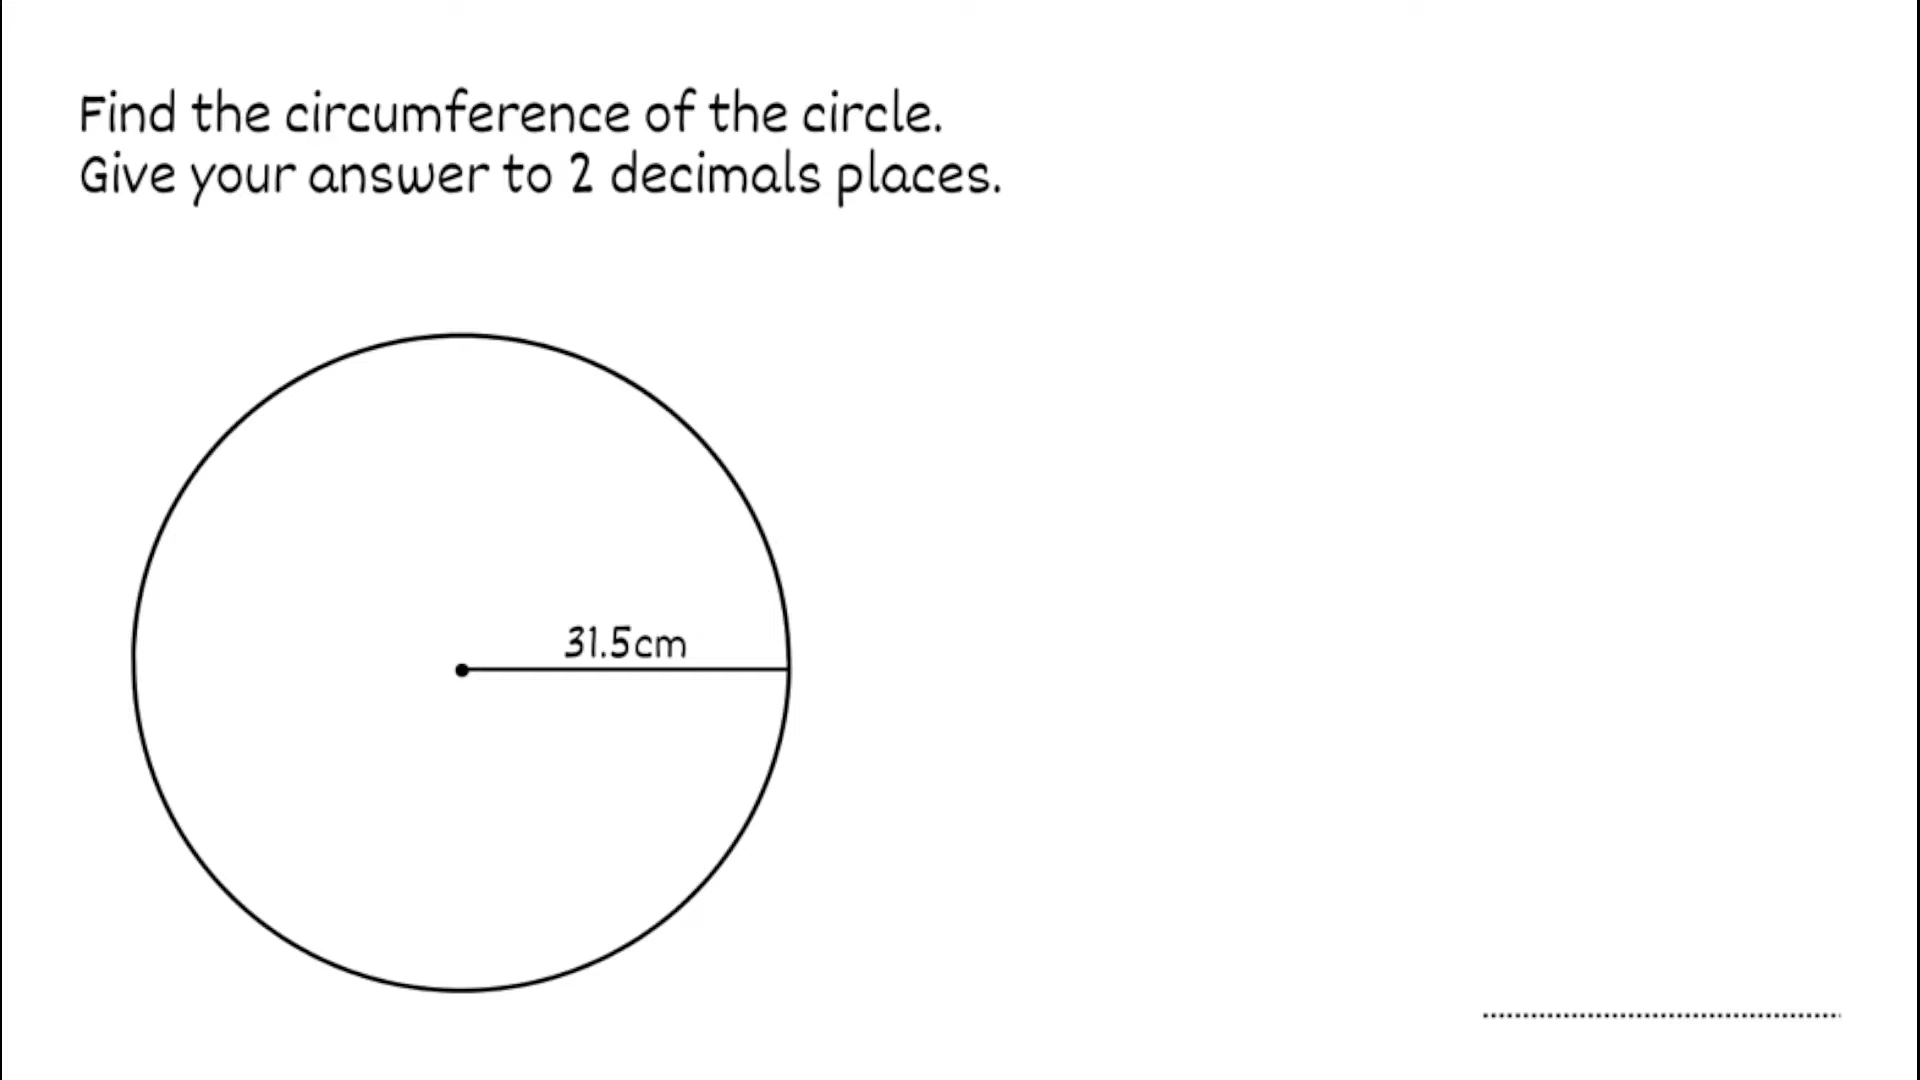 Find the circumference of the circle.
Give your answer to 2 decimals places.
31.5cm